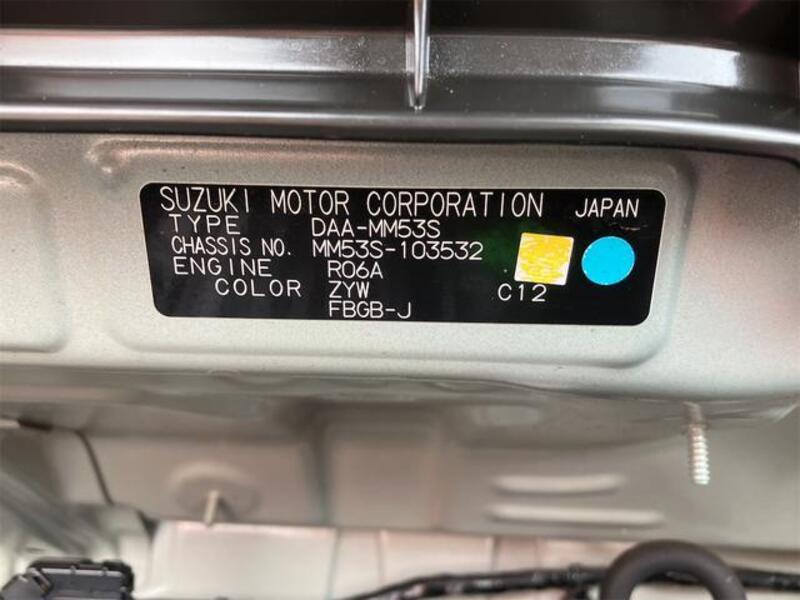 SUZUKI MOTOR CORPORATION JAPAN
TYPE DAA-MM53S
CHASSIS NO. MM53S-103532
ENGINE R06A
COLOR ZYW C12
FBGB-J